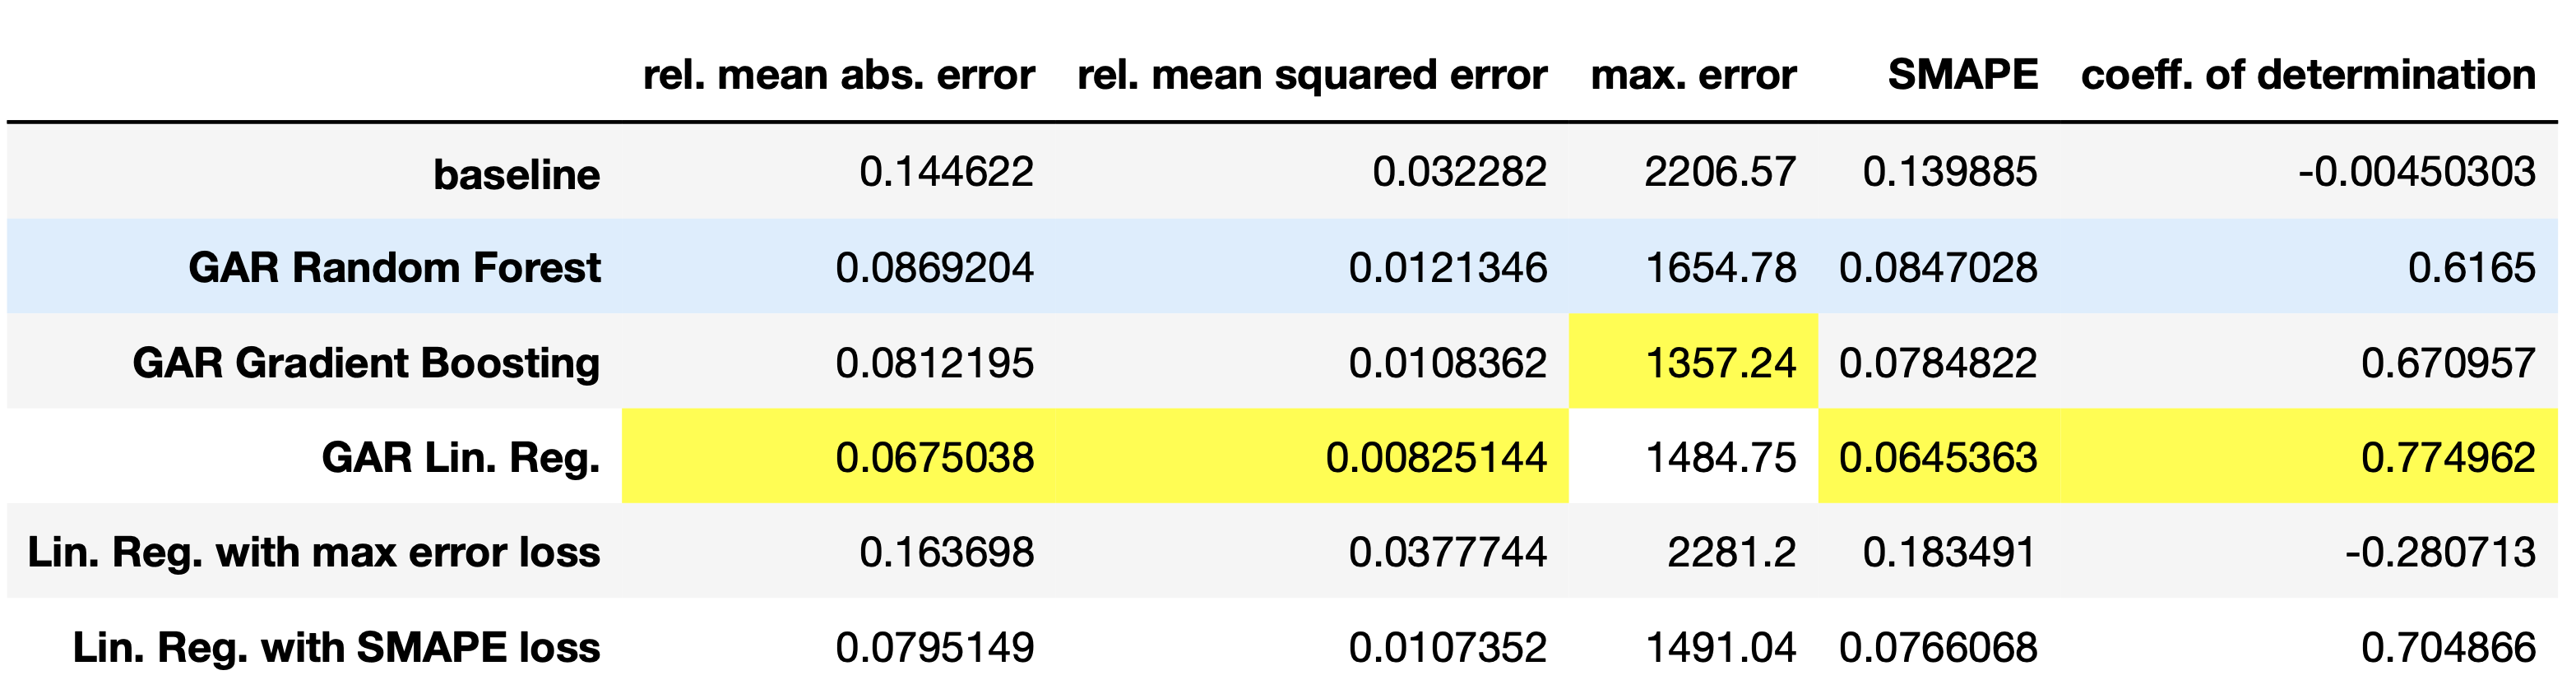 rel. mean abs. error rel. mean squared error max. error SMAPE coeff. of determination
baseline 0.144622 0.032282 2206.57 0.139885 -0.00450303
GAR Random Forest 0.0869204 0.0121346 1654.78 0.0847028 0.6165
GAR Gradient Boosting 0.0812195 0.0108362 1357.24 0.0784822 0.670957
GAR Lin. Reg. 0.0675038 0.00825144 1484.75 0.0645363 0.774962
Lin. Reg. with max error loss 0.163698 0.0377744 2281.2 0.183491 -0.280713
Lin. Reg. with SMAPE loss 0.0795149 0.0107352 1491.04 0.0766068 0.704866